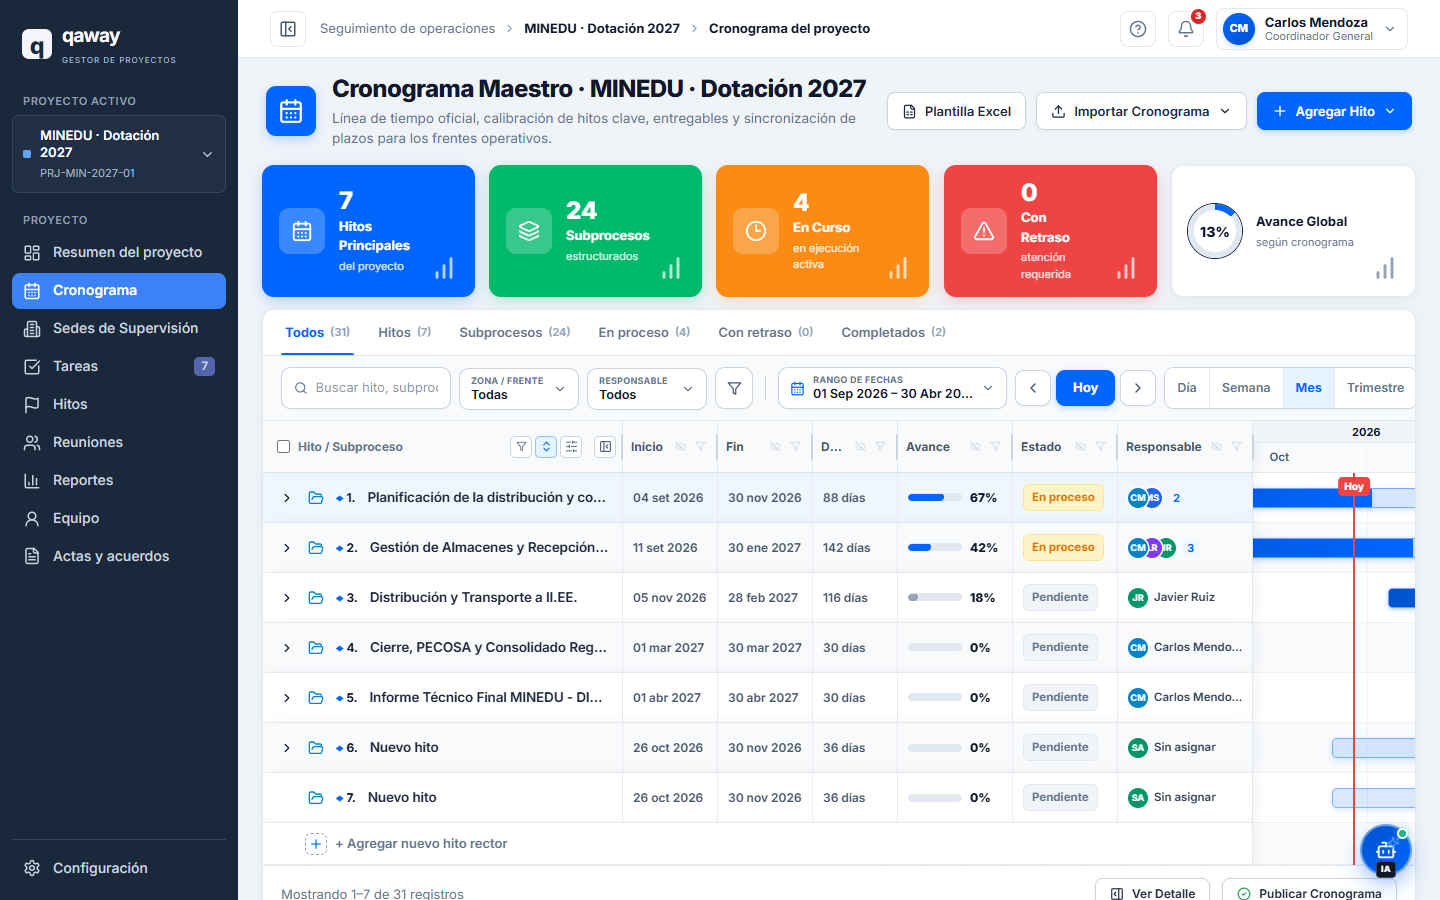 qaway
GESTOR DE PROYECTOS
PROYECTO ACTIVO
MINEDU · Dotación 2027
PRJ-MIN-2027-01
PROYECTO
Resumen del proyecto
Cronograma
Sedes de Supervisión
Tareas 7
Hitos
Reuniones
Reportes
Equipo
Actas y acuerdos
Configuración
Seguimiento de operaciones > MINEDU · Dotación 2027 > Cronograma del proyecto
3
CM
Carlos Mendoza
Coordinador General
Cronograma Maestro · MINEDU · Dotación 2027
Línea de tiempo oficial, calibración de hitos clave, entregables y sincronización de
plazos para los frentes operativos.
Plantilla Excel
Importar Cronograma
Agregar Hito
7
Hitos
Principales
del proyecto
24
Subprocesos
estructurados
4
En Curso
en ejecución
activa
0
Con
Retraso
atención
requerida
13%
Avance Global
según cronograma
Todos (31)
Hitos (7)
Subprocesos (24)
En proceso (4)
Con retraso (0)
Completados (2)
Buscar hito, subproc
ZONA / FRENTE
Todas
RESPONSABLE
Todos
RANGO DE FECHAS
01 Sep 2026 – 30 Abr 20...
Hoy
Día
Semana
Mes
Trimestre
Hito / Subproceso
Inicio
Fin
D...
Avance
Estado
Responsable
2026
Oct
Hoy
1. Planificación de la distribución y co... 04 set 2026 30 nov 2026 88 días 67% En proceso CM MS 2
2. Gestión de Almacenes y Recepción... 11 set 2026 30 ene 2027 142 días 42% En proceso CM LR JR 3
3. Distribución y Transporte a II.EE. 05 nov 2026 28 feb 2027 116 días 18% Pendiente JR Javier Ruiz
4. Cierre, PECOSA y Consolidado Reg... 01 mar 2027 30 mar 2027 30 días 0% Pendiente CM Carlos Mendo...
5. Informe Técnico Final MINEDU - DI... 01 abr 2027 30 abr 2027 30 días 0% Pendiente CM Carlos Mendo...
6. Nuevo hito 26 oct 2026 30 nov 2026 36 días 0% Pendiente SA Sin asignar
7. Nuevo hito 26 oct 2026 30 nov 2026 36 días 0% Pendiente SA Sin asignar
+ Agregar nuevo hito rector
IA
Mostrando 1–7 de 31 registros
Ver Detalle
Publicar Cronograma